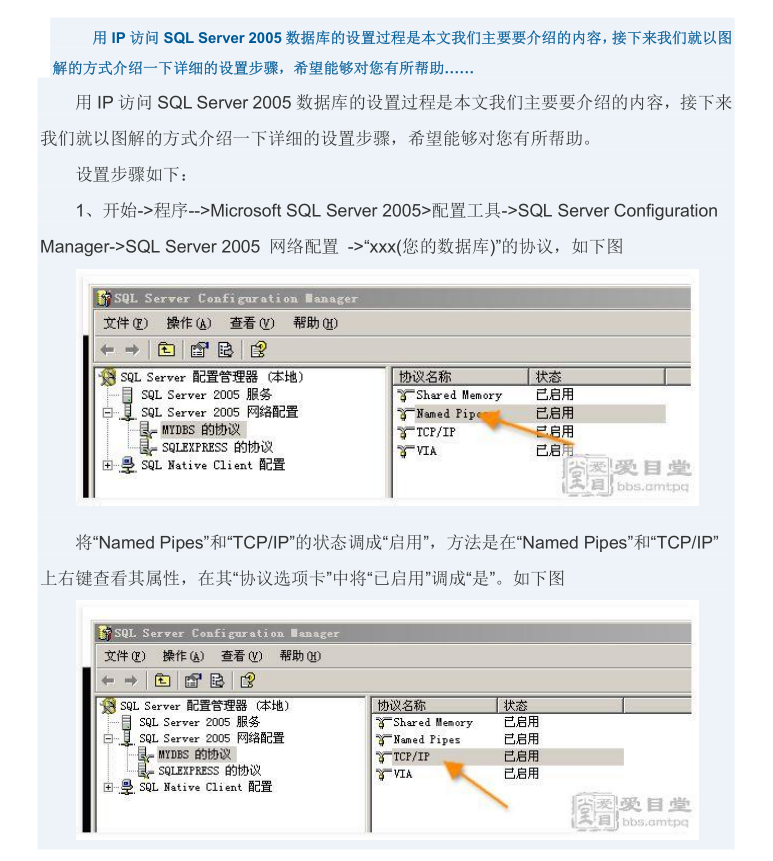 用 IP 访问 SQL Server 2005 数据库的设置过程是本文我们主要要介绍的内容，接下来我们就以图
解的方式介绍一下详细的设置步骤，希望能够对您有所帮助……
用 IP 访问 SQL Server 2005 数据库的设置过程是本文我们主要要介绍的内容，接下来
我们就以图解的方式介绍一下详细的设置步骤，希望能够对您有所帮助。
设置步骤如下：
1、开始->程序-->Microsoft SQL Server 2005>配置工具->SQL Server Configuration
Manager->SQL Server 2005 网络配置 ->“xxx(您的数据库)”的协议，如下图
SQL Server Configuration Manager
文件(F) 操作(A) 查看(V) 帮助(H)
SQL Server 配置管理器 (本地)
SQL Server 2005 服务
SQL Server 2005 网络配置
MYDBS 的协议
SQLEXPRESS 的协议
SQL Native Client 配置
协议名称 状态
Shared Memory 已启用
Named Pipes 已启用
TCP/IP 已启用
VIA 已启用
爱目堂
bbs.amtpq
将“Named Pipes”和“TCP/IP”的状态调成“启用”，方法是在“Named Pipes”和“TCP/IP”
上右键查看其属性，在其“协议选项卡”中将“已启用”调成“是”。如下图
SQL Server Configuration Manager
文件(F) 操作(A) 查看(V) 帮助(H)
SQL Server 配置管理器 (本地)
SQL Server 2005 服务
SQL Server 2005 网络配置
MYDBS 的协议
SQLEXPRESS 的协议
SQL Native Client 配置
协议名称 状态
Shared Memory 已启用
Named Pipes 已启用
TCP/IP 已启用
VIA 已启用
爱目堂
bbs.amtpq